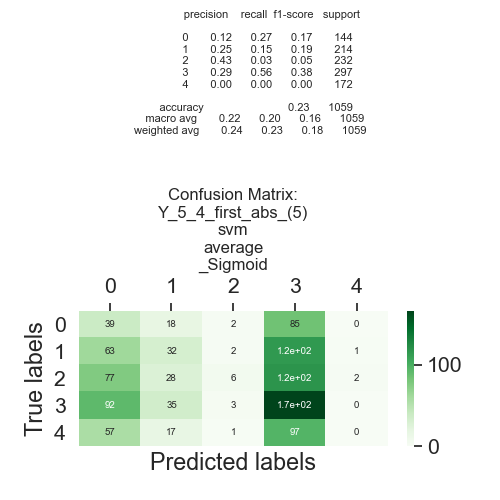 precision recall f1-score support
0 0.12 0.27 0.17 144
1 0.25 0.15 0.19 214
2 0.43 0.03 0.05 232
3 0.29 0.56 0.38 297
4 0.00 0.00 0.00 172
accuracy 0.23 1059
macro avg 0.22 0.20 0.16 1059
weighted avg 0.24 0.23 0.18 1059
Confusion Matrix:
Y_5_4_first_abs_(5)
svm
average
_Sigmoid
0 1 2 3 4
0 39 18 2 85 0
1 63 32 2 1.2e+02 1
2 77 28 6 1.2e+02 2
3 92 35 3 1.7e+02 0
4 57 17 1 97 0
True labels
Predicted labels
100
0